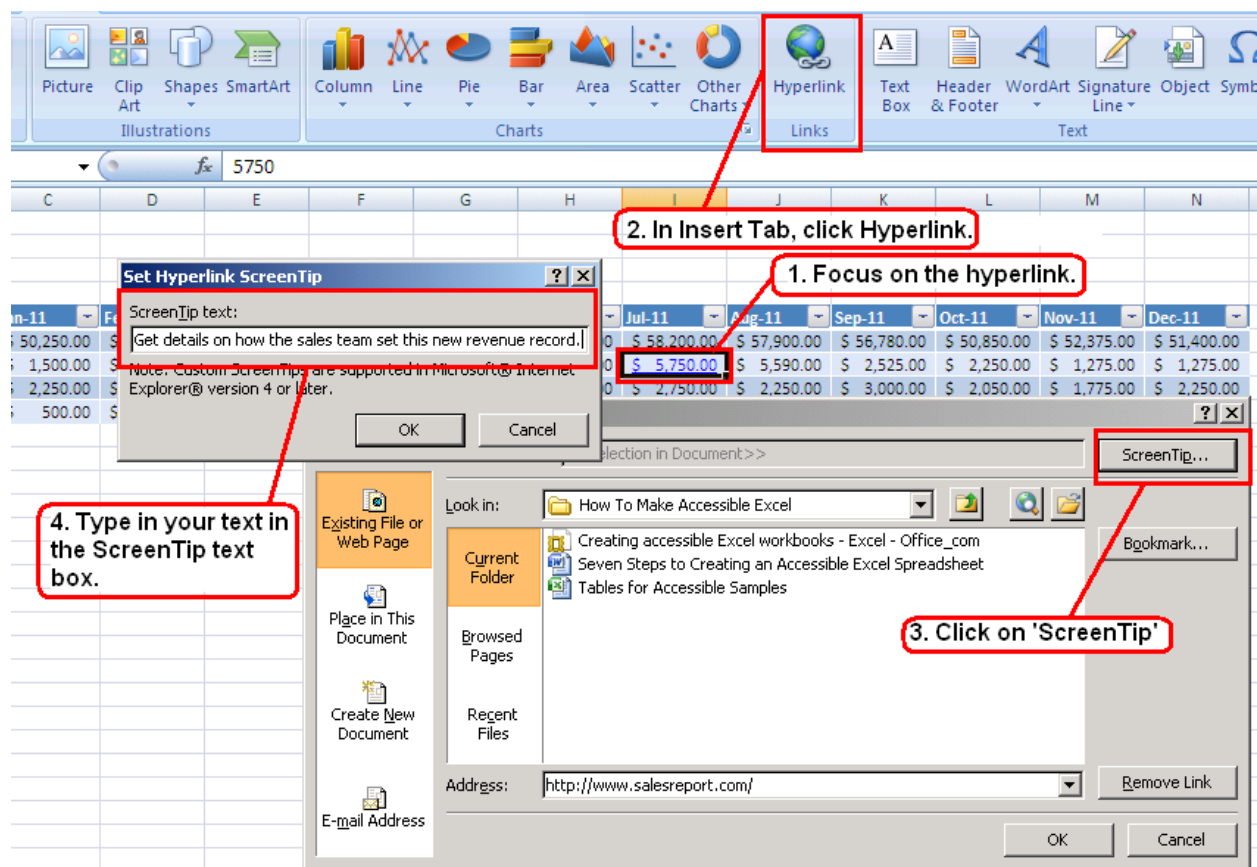 Picture Clip Art Shapes SmartArt Column Line Pie Bar Area Scatter Other Charts Hyperlink Text Box Header & Footer WordArt Signature Line Object Symb
Illustrations Charts Links Text
fx 5750
C D E F G H I J K L M N
2. In Insert Tab, click Hyperlink.
Set Hyperlink ScreenTip ? X
1. Focus on the hyperlink.
ScreenTip text:
n-11 Fe Jul-11 Aug-11 Sep-11 Oct-11 Nov-11 Dec-11
Get details on how the sales team set this new revenue record.
50,250.00 $ 0 $ 58,200.00 $ 57,900.00 $ 56,780.00 $ 50,850.00 $ 52,375.00 $ 51,400.00
Note: Custom ScreenTips are supported in Microsoft® Internet
1,500.00 $ 0 $ 5,750.00 $ 5,590.00 $ 2,525.00 $ 2,250.00 $ 1,275.00 $ 1,275.00
Explorer® version 4 or later.
2,250.00 $ 0 $ 2,750.00 $ 2,250.00 $ 3,000.00 $ 2,050.00 $ 1,775.00 $ 2,250.00
500.00 $
? X
OK Cancel
election in Document>>
ScreenTip...
4. Type in your text in
the ScreenTip text
box.
Existing File or
Web Page
Look in: How To Make Accessible Excel
Current
Folder
Creating accessible Excel workbooks - Excel - Office_com
Seven Steps to Creating an Accessible Excel Spreadsheet
Tables for Accessible Samples
Bookmark...
Place in This
Document
Browsed
Pages
3. Click on 'ScreenTip'
Create New
Document
Recent
Files
Address: http://www.salesreport.com/
Remove Link
E-mail Address
OK Cancel